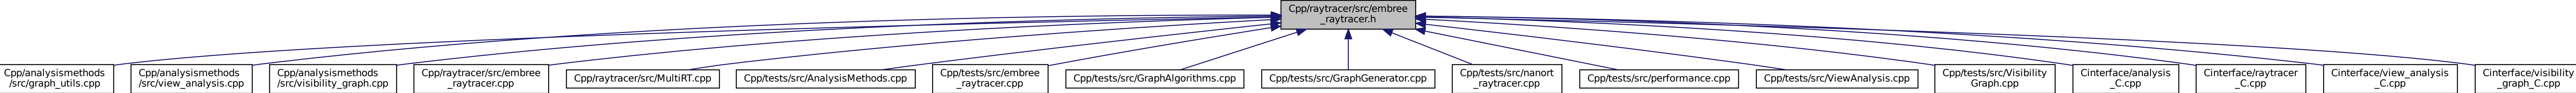 Cpp/raytracer/src/embree
_raytracer.h
Cpp/analysismethods
/src/graph_utils.cpp
Cpp/analysismethods
/src/view_analysis.cpp
Cpp/analysismethods
/src/visibility_graph.cpp
Cpp/raytracer/src/embree
_raytracer.cpp
Cpp/raytracer/src/MultiRT.cpp
Cpp/tests/src/AnalysisMethods.cpp
Cpp/tests/src/embree
_raytracer.cpp
Cpp/tests/src/GraphAlgorithms.cpp
Cpp/tests/src/GraphGenerator.cpp
Cpp/tests/src/nanort
_raytracer.cpp
Cpp/tests/src/performance.cpp
Cpp/tests/src/ViewAnalysis.cpp
Cpp/tests/src/Visibility
Graph.cpp
Cinterface/analysis
_C.cpp
Cinterface/raytracer
_C.cpp
Cinterface/view_analysis
_C.cpp
Cinterface/visibility
_graph_C.cpp